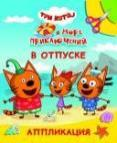 ТРИ КОТА
и МОРЕ
ПРИКЛЮЧЕНИЙ
В ОТПУСКЕ
АППЛИКАЦИЯ